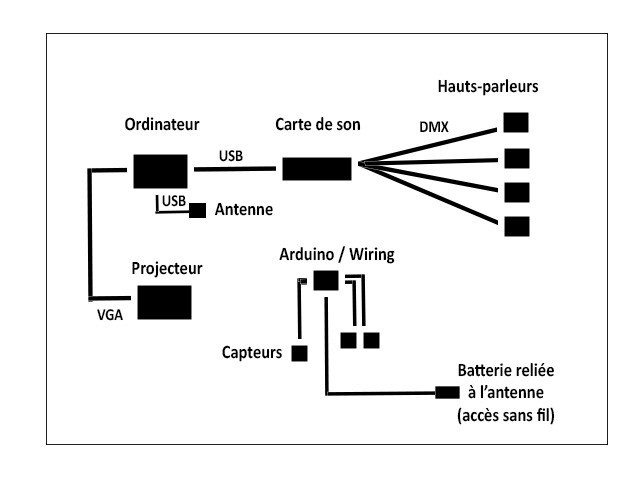 Hauts-parleurs
Ordinateur
Carte de son
DMX
USB
USB
Antenne
Arduino / Wiring
Projecteur
VGA
Capteurs
Batterie reliée
à l'antenne
(accès sans fil)